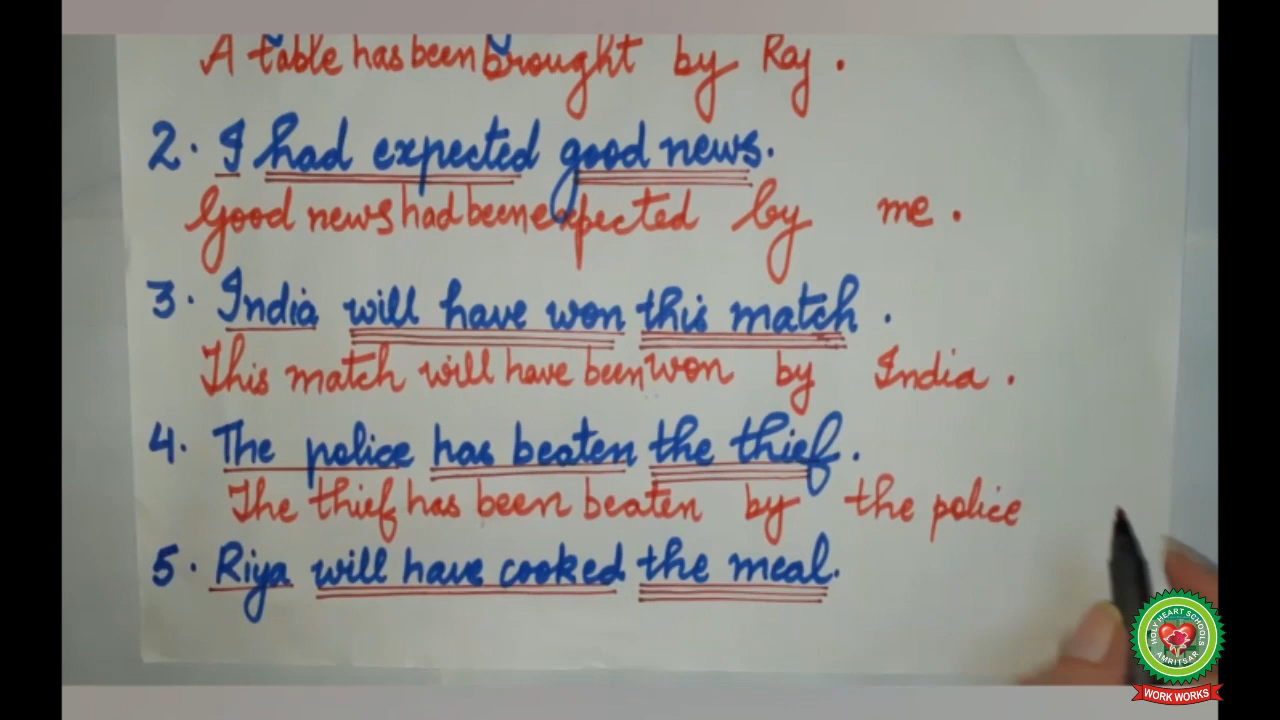 A table has been brought by Raj.
2. I had expected good news.
Good news had been expected by me.
3. India will have won this match.
This match will have been won by India.
4. The police has beaten the thief.
The thief has been beaten by the police
5. Riya will have cooked the meal.
HOLY HEART SCHOOLS
AMRITSAR
WORK WORKS